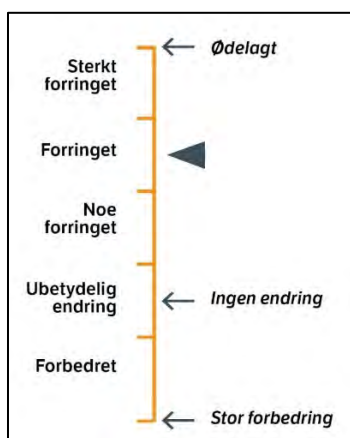 Ødelagt
Sterkt
forringet
Forringet
Noe
forringet
Ubetydelig
endring
Ingen endring
Forbedret
Stor forbedring